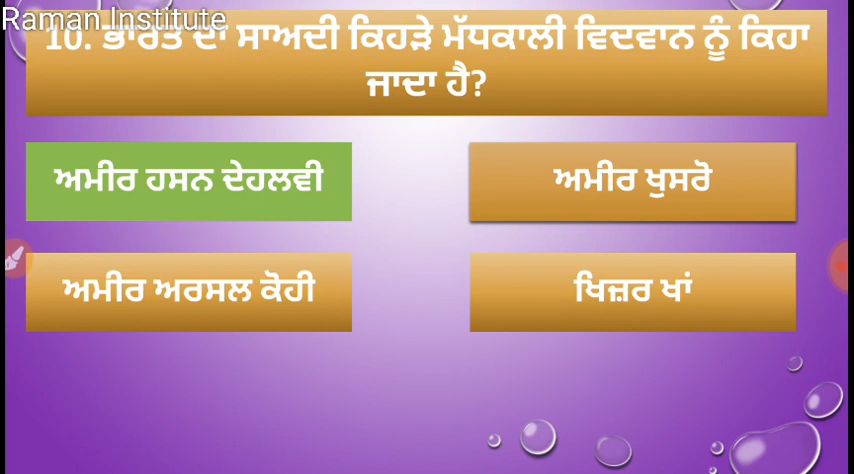 Raman Institute
10. ਭਾਰਤ ਦਾ ਸਾਅਦੀ ਕਿਹੜੇ ਮੱਧਕਾਲੀ ਵਿਦਵਾਨ ਨੂੰ ਕਿਹਾ
ਜਾਦਾ ਹੈ?
ਅਮੀਰ ਹਸਨ ਦੇਹਲਵੀ
ਅਮੀਰ ਖੁਸਰੋ
ਅਮੀਰ ਅਰਸਲ ਕੋਹੀ
ਖਿਜ਼ਰ ਖਾਂ